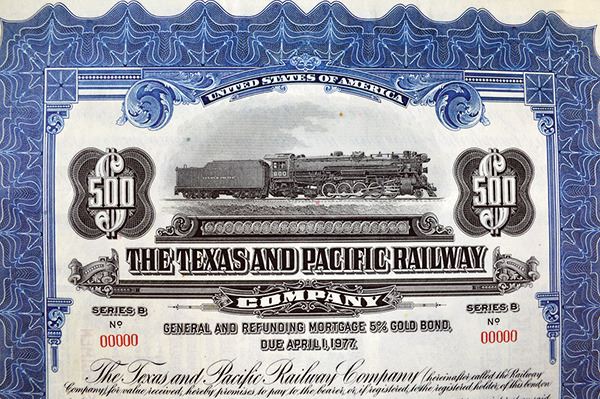 UNITED STATES OF AMERICA
$500
$500
600
THE TEXAS AND PACIFIC RAILWAY
COMPANY
SERIES B
Nº
00000
SERIES B
Nº
00000
GENERAL AND REFUNDING MORTGAGE 5% GOLD BOND,
DUE APRIL 1, 1977.
The Texas and Pacific Railway Company (hereinafter called the Railway
Company), for value received, hereby promises to pay to the bearer, or, if registered, to the registered holder, of this bond on